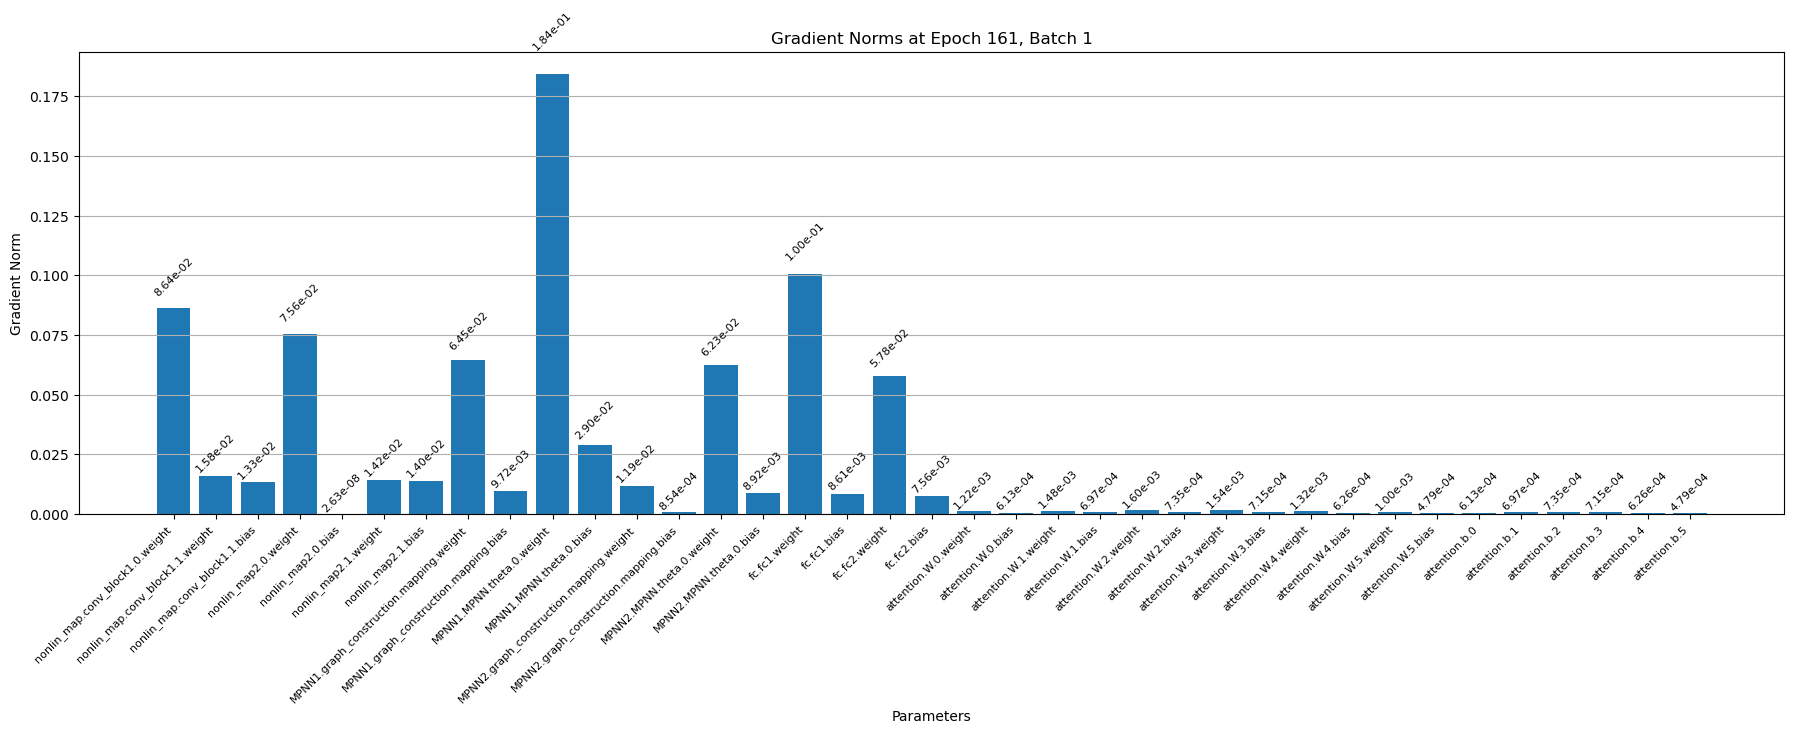 Gradient Norms at Epoch 161, Batch 1
Gradient Norm
0.175
0.150
0.125
0.100
0.075
0.050
0.025
0.000
8.64e-02
1.58e-02
1.33e-02
7.56e-02
2.63e-08
1.42e-02
1.40e-02
6.45e-02
9.72e-03
1.84e-01
2.90e-02
1.19e-02
8.54e-04
6.23e-02
8.92e-03
1.00e-01
8.61e-03
5.78e-02
7.56e-03
1.22e-03
6.13e-04
1.48e-03
6.97e-04
1.60e-03
7.35e-04
1.54e-03
7.15e-04
1.32e-03
6.26e-04
1.00e-03
4.79e-04
6.13e-04
6.97e-04
7.35e-04
7.15e-04
6.26e-04
4.79e-04
nonlin_map.conv_block1.0.weight
nonlin_map.conv_block1.1.weight
nonlin_map.conv_block1.1.bias
nonlin_map2.0.weight
nonlin_map2.0.bias
nonlin_map2.1.weight
nonlin_map2.1.bias
MPNN1.graph_construction.mapping.weight
MPNN1.graph_construction.mapping.bias
MPNN1.MPNN.theta.0.weight
MPNN1.MPNN.theta.0.bias
MPNN2.graph_construction.mapping.weight
MPNN2.graph_construction.mapping.bias
MPNN2.MPNN.theta.0.weight
MPNN2.MPNN.theta.0.bias
fc.fc1.weight
fc.fc1.bias
fc.fc2.weight
fc.fc2.bias
attention.W.0.weight
attention.W.0.bias
attention.W.1.weight
attention.W.1.bias
attention.W.2.weight
attention.W.2.bias
attention.W.3.weight
attention.W.3.bias
attention.W.4.weight
attention.W.4.bias
attention.W.5.weight
attention.W.5.bias
attention.b.0
attention.b.1
attention.b.2
attention.b.3
attention.b.4
attention.b.5
Parameters